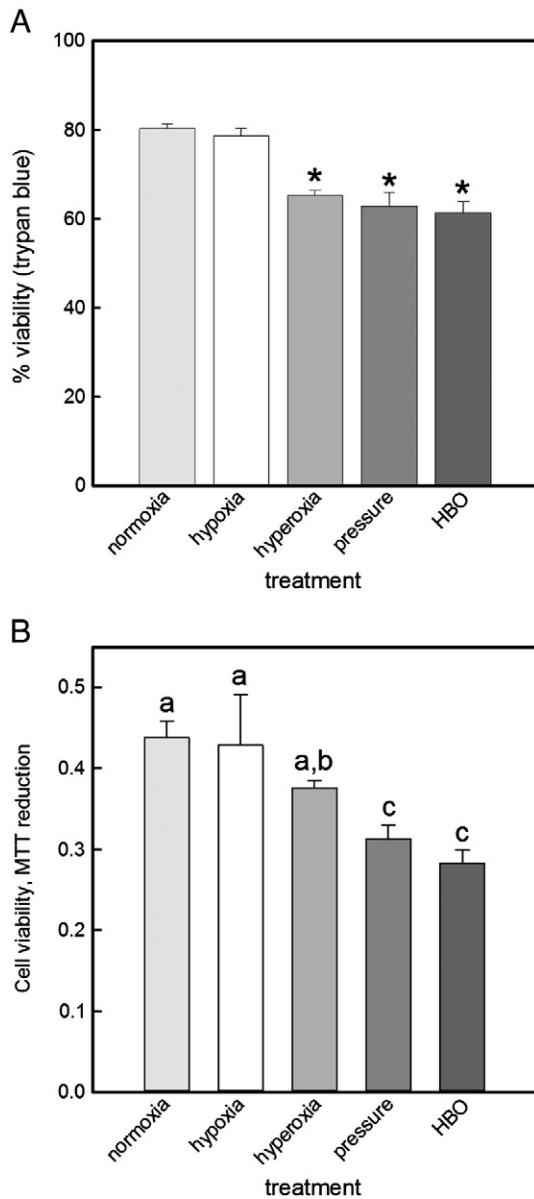 A
100
80
60
40
20
0
% viability (trypan blue)
* * *
normoxia hypoxia hyperoxia pressure HBO
treatment
B
0.5
0.4
0.3
0.2
0.1
0.0
Cell viability, MTT reduction
a a a,b c c
normoxia hypoxia hyperoxia pressure HBO
treatment